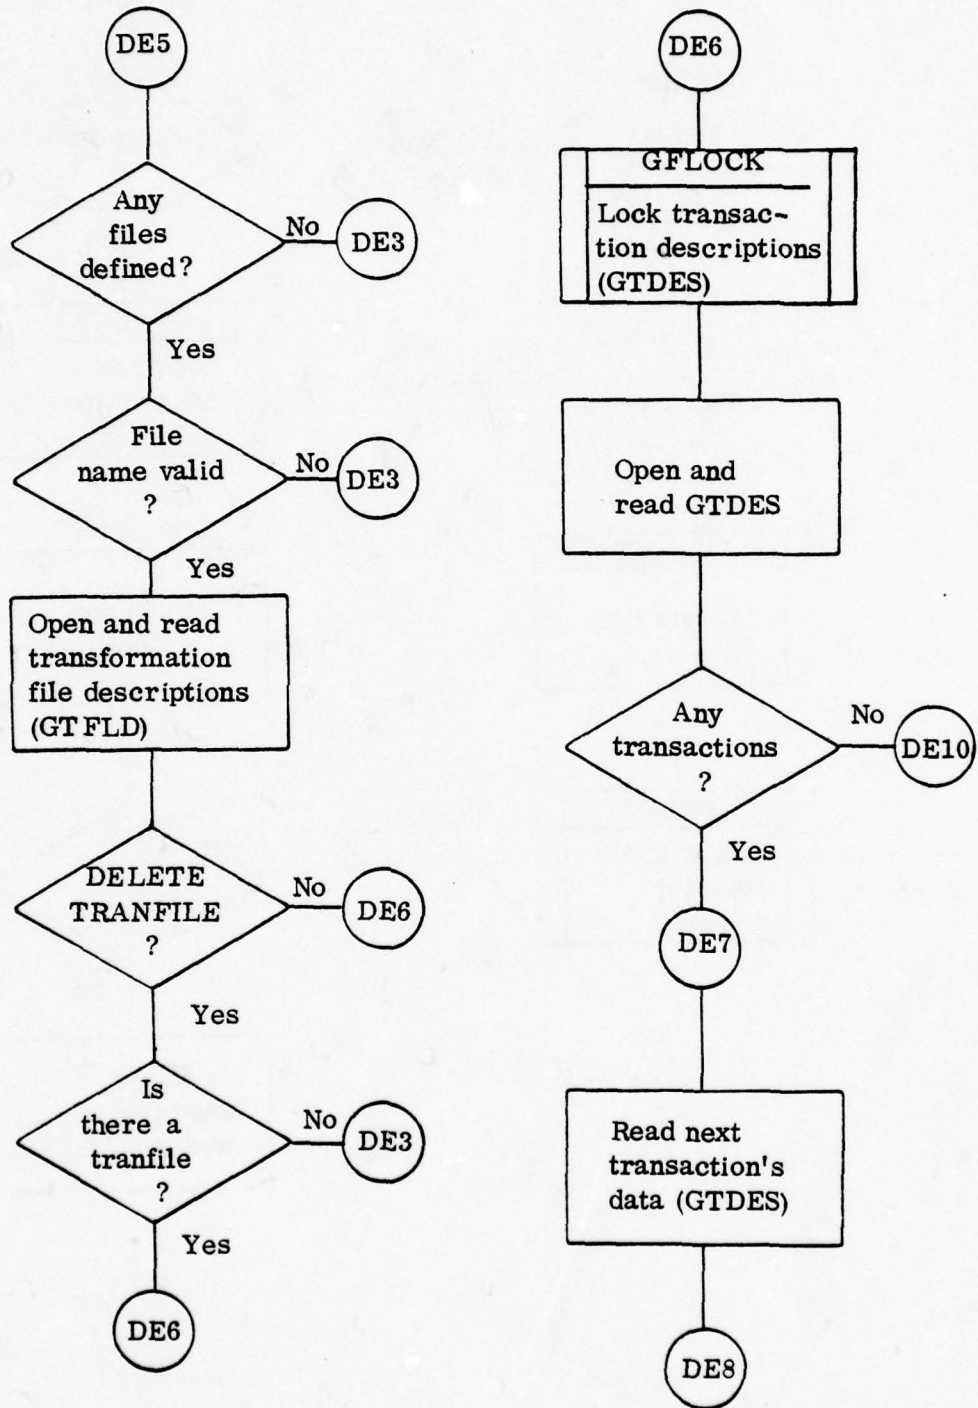 DE5
Any
files
defined?
No
DE3
Yes
File
name valid
?
No
DE3
Yes
Open and read
transformation
file descriptions
(GTFLD)
DELETE
TRANFILE
?
No
DE6
Yes
Is
there a
tranfile
?
No
DE3
Yes
DE6
DE6
GFLOCK
Lock transac-
tion descriptions
(GTDES)
Open and
read GTDES
Any
transactions
?
No
DE10
Yes
DE7
Read next
transaction's
data (GTDES)
DE8